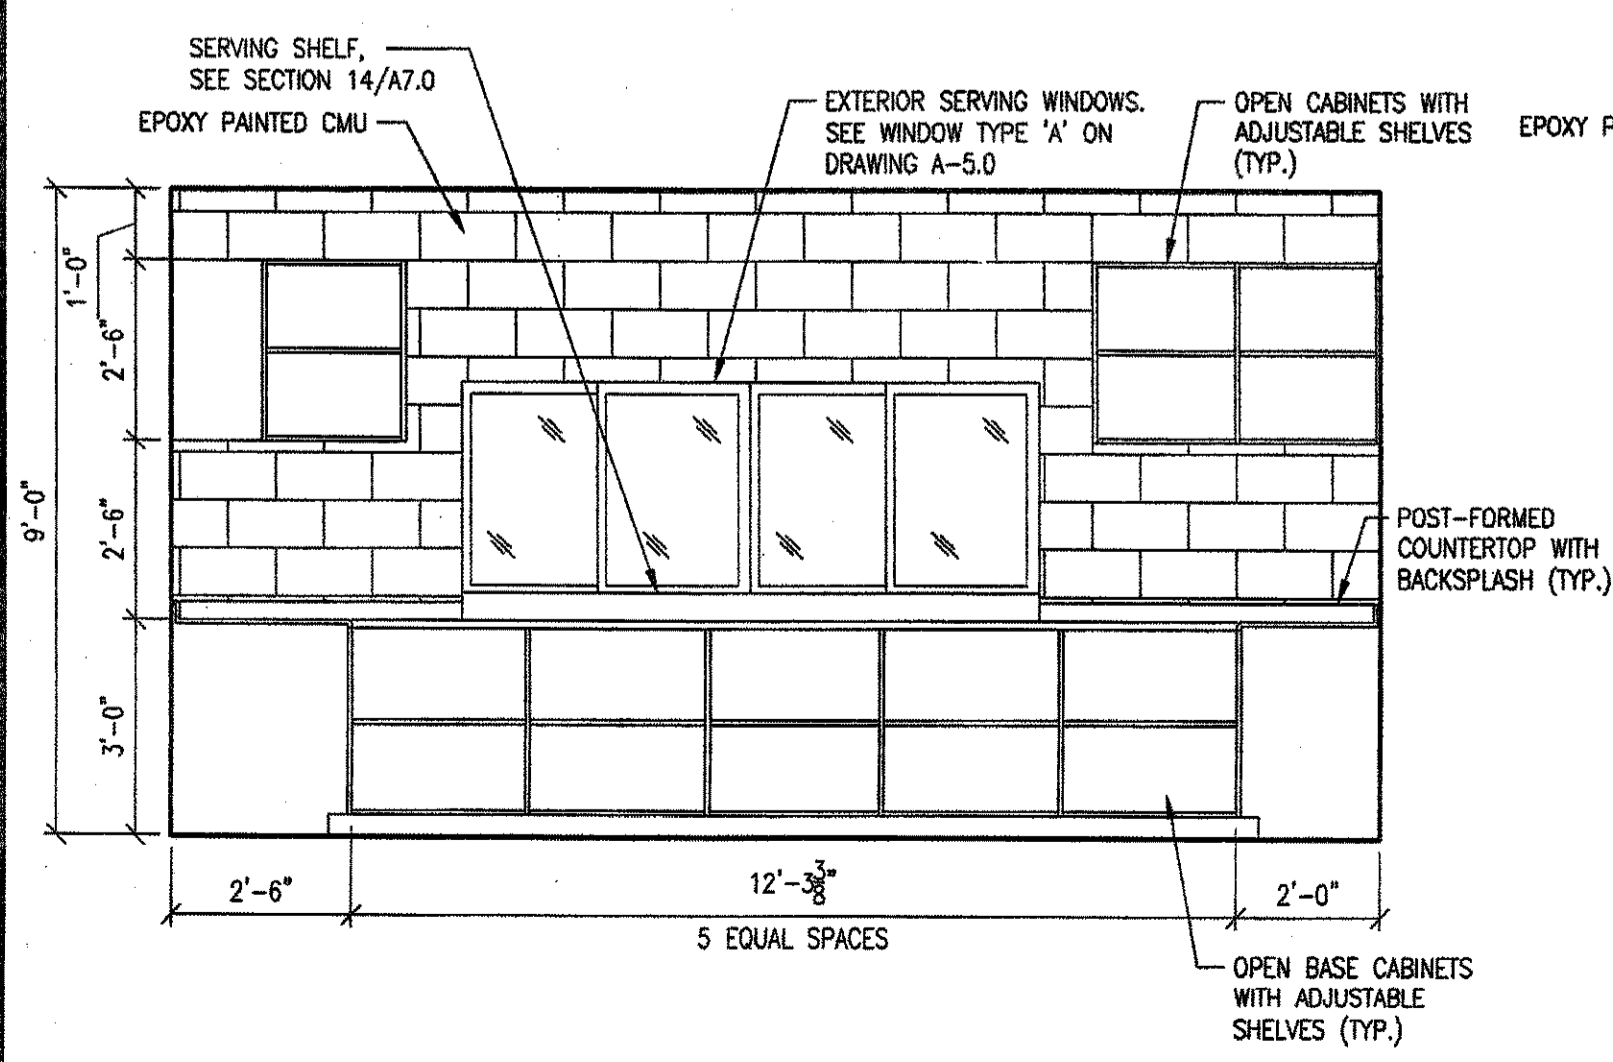 SERVING SHELF,
SEE SECTION 14/A7.0
EPOXY PAINTED CMU
EXTERIOR SERVING WINDOWS.
SEE WINDOW TYPE 'A' ON
DRAWING A-5.0
OPEN CABINETS WITH
ADJUSTABLE SHELVES
(TYP.)
EPOXY P
1'-0"
2'-6"
9'-0"
2'-6"
3'-0"
POST-FORMED
COUNTERTOP WITH
BACKSPLASH (TYP.)
2'-6"
12'-3 3/8"
2'-0"
5 EQUAL SPACES
OPEN BASE CABINETS
WITH ADJUSTABLE
SHELVES (TYP.)